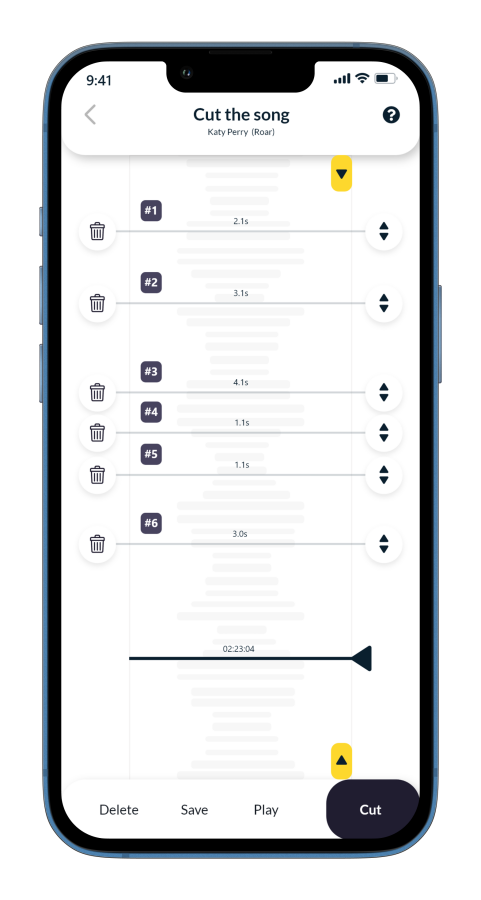 9:41
Cut the song
Katy Perry (Roar)
?
#1
2.1s
#2
3.1s
#3
4.1s
#4
1.1s
#5
1.1s
#6
3.0s
02:23:04
Delete Save Play Cut